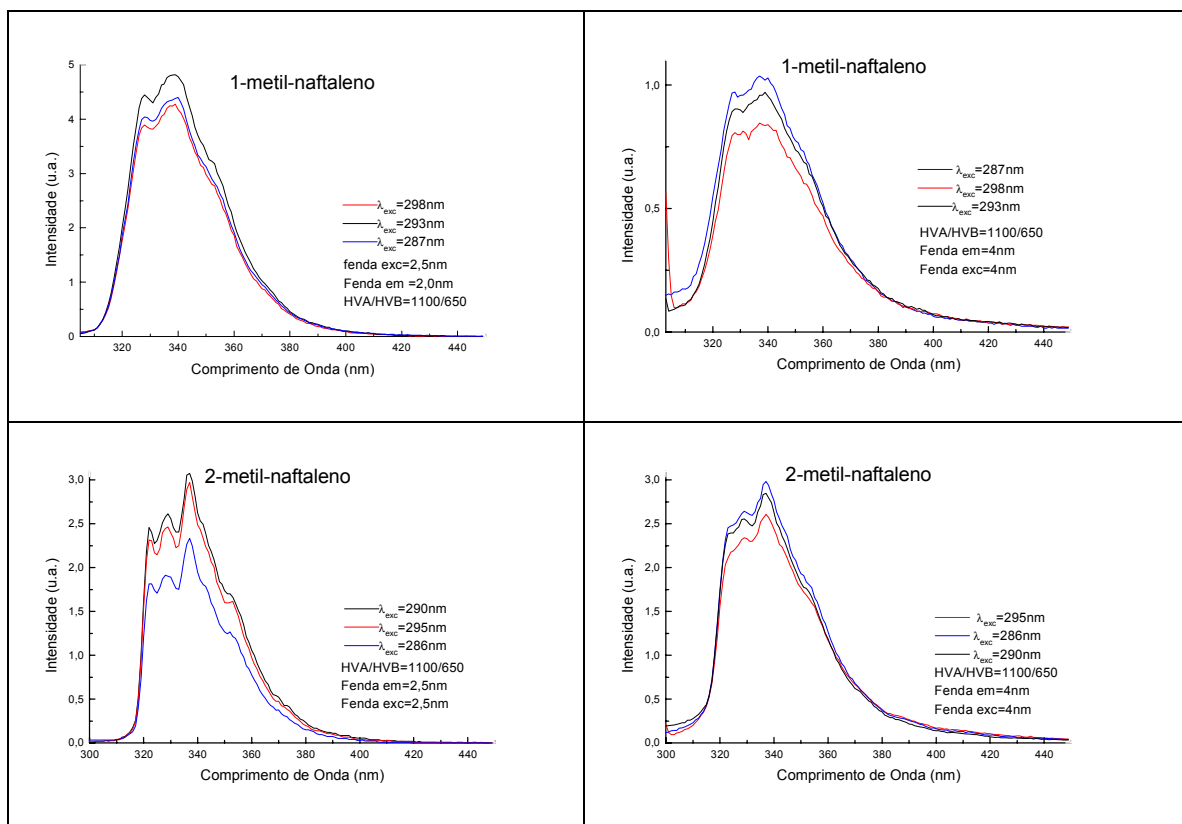 1-metil-naftaleno
5
4
3
2
1
0
Intensidade (u.a.)
λexc=298nm
λexc=293nm
λexc=287nm
fenda exc=2,5nm
Fenda em =2,0nm
HVA/HVB=1100/650
320 340 360 380 400 420 440
Comprimento de Onda (nm)
1-metil-naftaleno
1,0
0,5
0,0
Intensidade (u.a.)
λexc=287nm
λexc=298nm
λexc=293nm
HVA/HVB=1100/650
Fenda em=4nm
Fenda exc=4nm
320 340 360 380 400 420 440
Comprimento de Onda (nm)
2-metil-naftaleno
3,0
2,5
2,0
1,5
1,0
0,5
0,0
Intensidade (u.a.)
λexc=290nm
λexc=295nm
λexc=286nm
HVA/HVB=1100/650
Fenda em=2,5nm
Fenda exc=2,5nm
300 320 340 360 380 400 420 440
Comprimento de Onda (nm)
2-metil-naftaleno
3,0
2,5
2,0
1,5
1,0
0,5
0,0
Intensidade (u.a.)
λexc=295nm
λexc=286nm
λexc=290nm
HVA/HVB=1100/650
Fenda em=4nm
Fenda exc=4nm
300 320 340 360 380 400 420 440
Comprimento de Onda (nm)